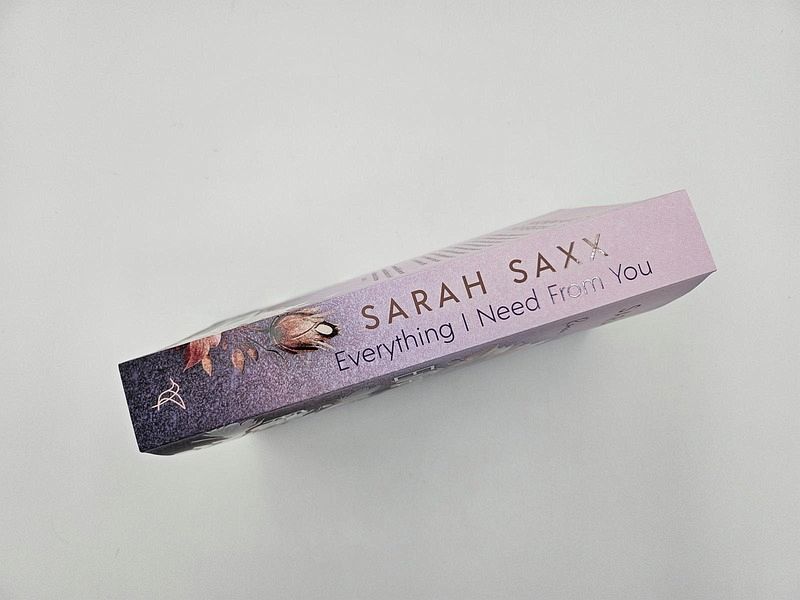 SARAH SAXX
Everything I Need From You